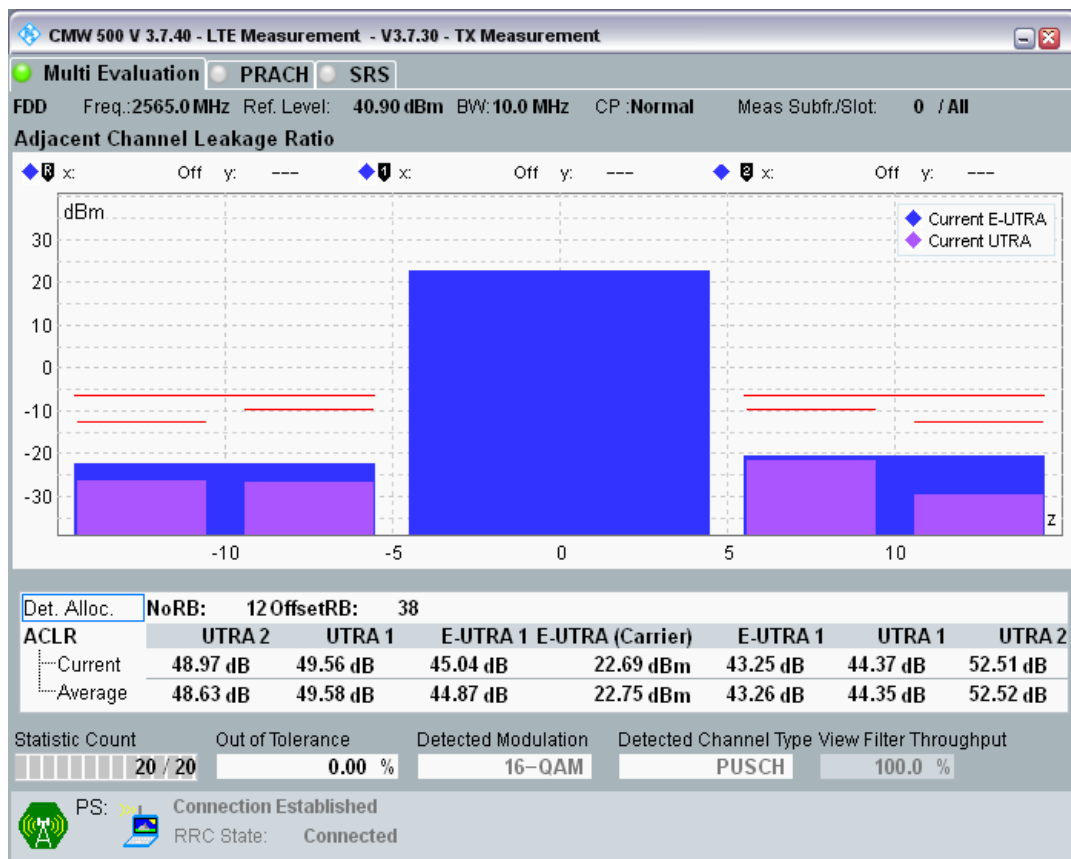 CMW 500 V 3.7.40 - LTE Measurement - V3.7.30 - TX Measurement
Multi Evaluation PRACH SRS
FDD Freq.:2565.0 MHz Ref. Level: 40.90 dBm BW: 10.0 MHz CP :Normal Meas Subfr./Slot: 0 / All
Adjacent Channel Leakage Ratio
R x: Off y: --- 1 x: Off y: --- 2 x: Off y: ---
dBm
Current E-UTRA
Current UTRA
30
20
10
0
-10
-20
-30
z
-10 -5 0 5 10
Det. Alloc. NoRB: 12 OffsetRB: 38
ACLR UTRA 2 UTRA 1 E-UTRA 1 E-UTRA (Carrier) E-UTRA 1 UTRA 1 UTRA 2
Current 48.97 dB 49.56 dB 45.04 dB 22.69 dBm 43.25 dB 44.37 dB 52.51 dB
Average 48.63 dB 49.58 dB 44.87 dB 22.75 dBm 43.26 dB 44.35 dB 52.52 dB
Statistic Count Out of Tolerance Detected Modulation Detected Channel Type View Filter Throughput
20 / 20 0.00 % 16-QAM PUSCH 100.0 %
PS: Connection Established
RRC State: Connected